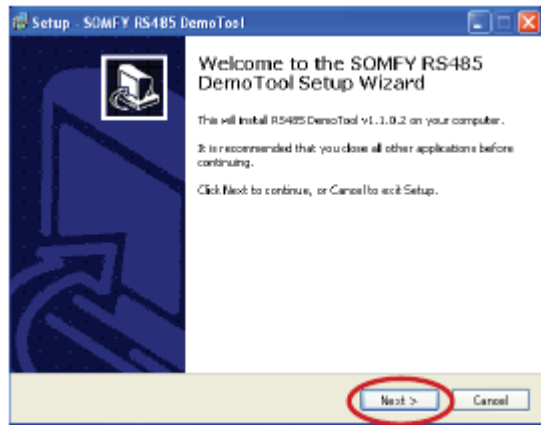 Setup - SOMFY RS485 DemoTool
Welcome to the SOMFY RS485
DemoTool Setup Wizard
This will install RS485 DemoTool v1.1.0.2 on your computer.
It is recommended that you close all other applications before
continuing.
Click Next to continue, or Cancel to exit Setup.
Next >
Cancel